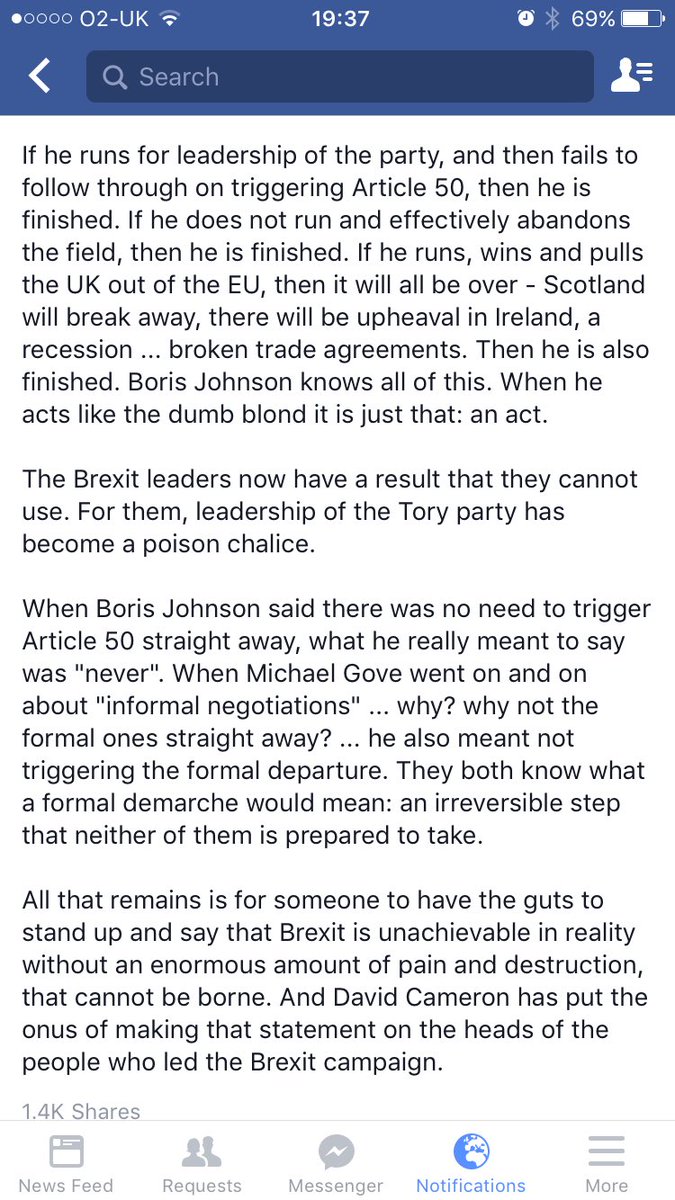 O2-UK 19:37 69%
Search
If he runs for leadership of the party, and then fails to
follow through on triggering Article 50, then he is
finished. If he does not run and effectively abandons
the field, then he is finished. If he runs, wins and pulls
the UK out of the EU, then it will all be over - Scotland
will break away, there will be upheaval in Ireland, a
recession ... broken trade agreements. Then he is also
finished. Boris Johnson knows all of this. When he
acts like the dumb blond it is just that: an act.
The Brexit leaders now have a result that they cannot
use. For them, leadership of the Tory party has
become a poison chalice.
When Boris Johnson said there was no need to trigger
Article 50 straight away, what he really meant to say
was "never". When Michael Gove went on and on
about "informal negotiations" ... why? why not the
formal ones straight away? ... he also meant not
triggering the formal departure. They both know what
a formal demarche would mean: an irreversible step
that neither of them is prepared to take.
All that remains is for someone to have the guts to
stand up and say that Brexit is unachievable in reality
without an enormous amount of pain and destruction,
that cannot be borne. And David Cameron has put the
onus of making that statement on the heads of the
people who led the Brexit campaign.
1.4K Shares
News Feed Requests Messenger Notifications More